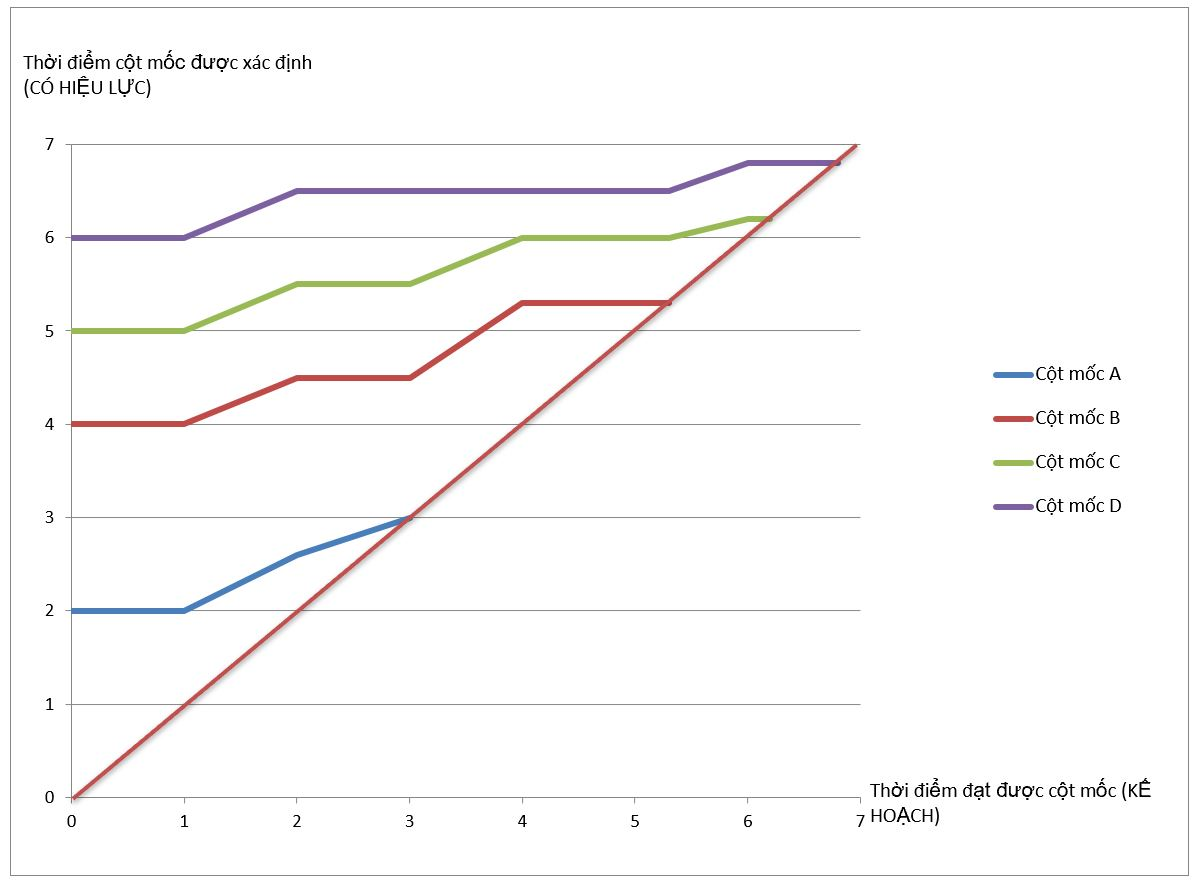 Thời điểm cột mốc được xác định
(CÓ HIỆU LỰC)
7
6
5
4
3
2
1
0
0 1 2 3 4 5 6 7
Thời điểm đạt được cột mốc (KẾ
HOẠCH)
Cột mốc A
Cột mốc B
Cột mốc C
Cột mốc D